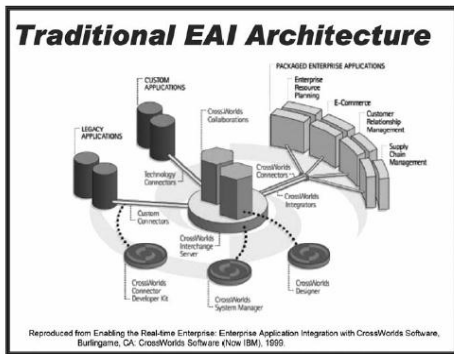 Traditional EAI Architecture
PACKAGED ENTERPRISE APPLICATIONS
CUSTOM
APPLICATIONS
Enterprise
Resource
Planning
E-Commerce
Customer
Relationship
Management
Supply
Chain
Management
LEGACY
APPLICATIONS
CrossWorlds
Collaborations
Technology
Connectors
CrossWorlds
Connectors
CrossWorlds
Integrators
Custom
Connectors
CrossWorlds
Interchange
Server
CrossWorlds
Connector
Developer Kit
CrossWorlds
System Manager
CrossWorlds
Designer
Reproduced from Enabling the Real-time Enterprise: Enterprise Application Integration with CrossWorlds Software,
Burlingame, CA: CrossWorlds Software (Now IBM), 1999.